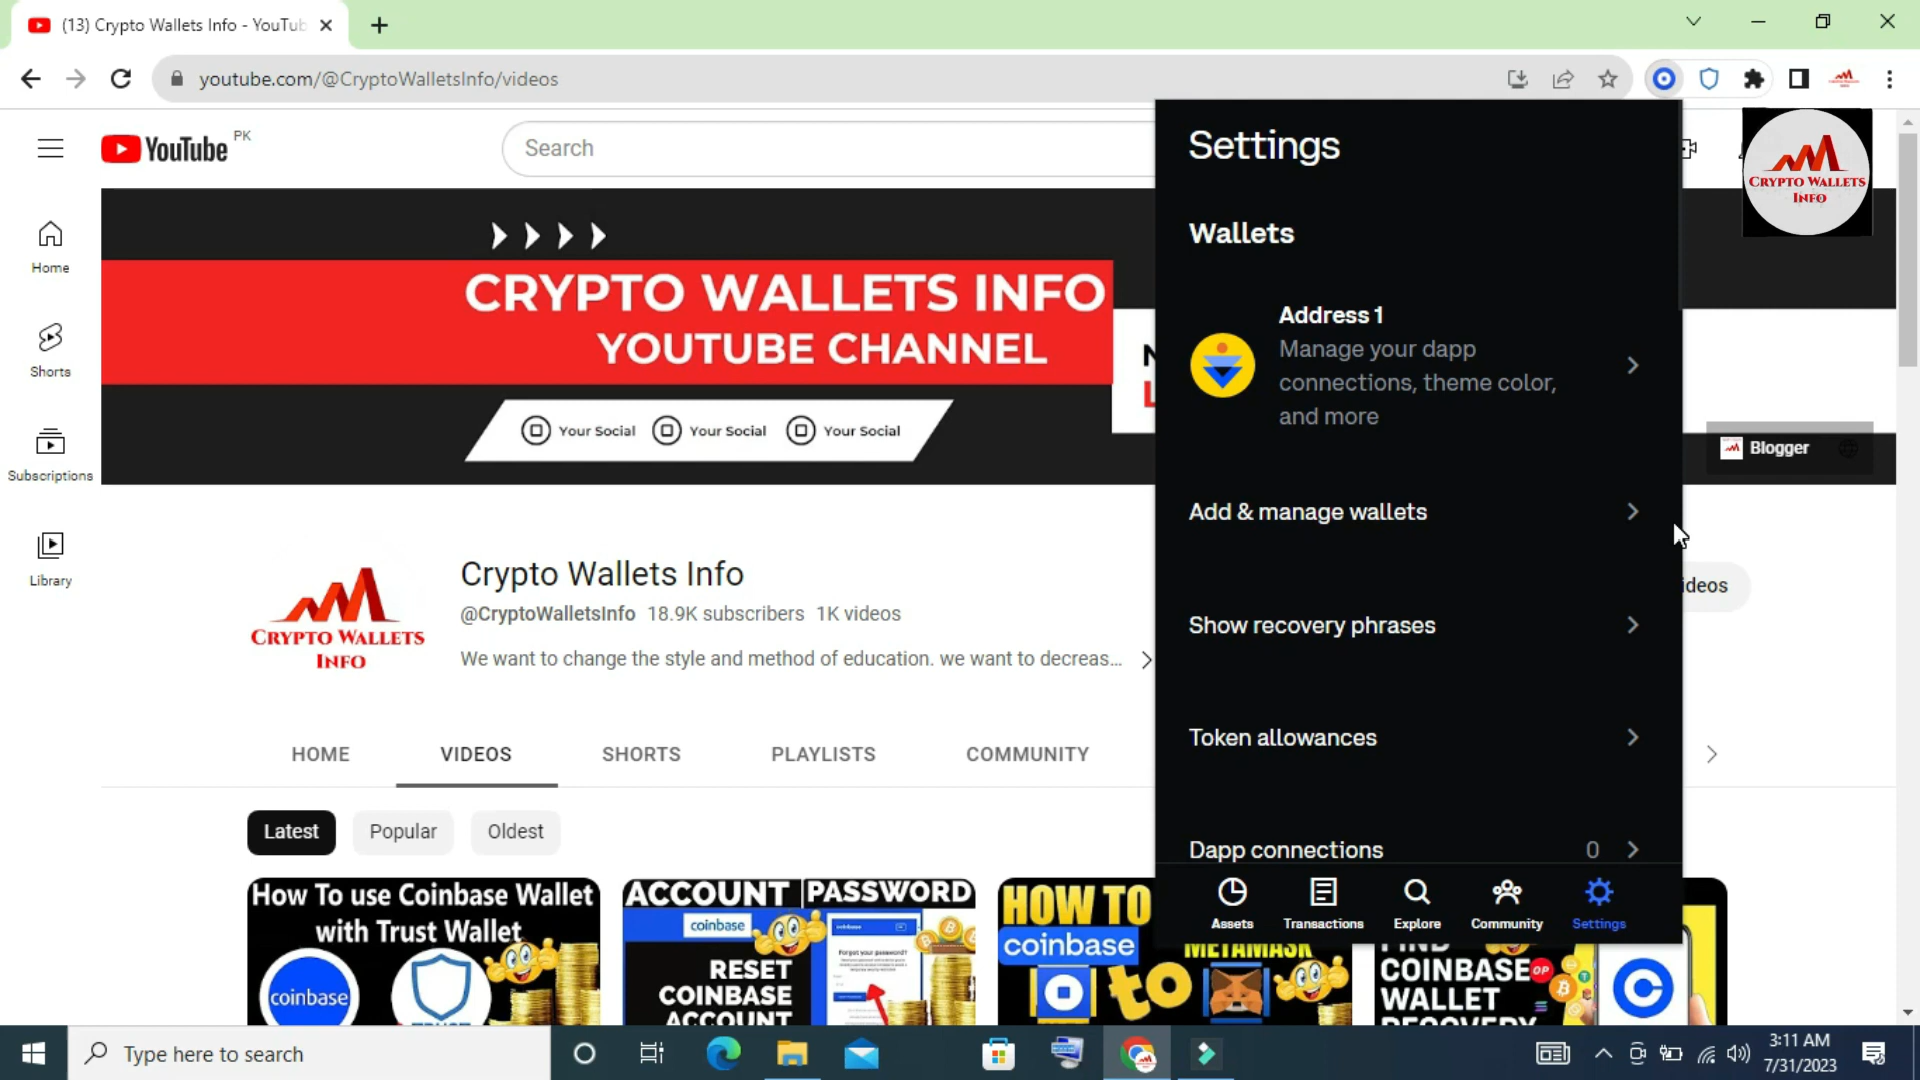 (13) Crypto Wallets Info - YouTub
youtube.com/@CryptoWalletsInfo/videos
YouTube PK
Search
Home
Shorts
Subscriptions
Library
CRYPTO WALLETS INFO
YOUTUBE CHANNEL
Your Social Your Social Your Social
CRYPTO WALLETS
INFO
Blogger
CRYPTO WALLETS
INFO
Crypto Wallets Info
@CryptoWalletsInfo 18.9K subscribers 1K videos
We want to change the style and method of education. we want to decreas...
HOME VIDEOS SHORTS PLAYLISTS COMMUNITY
Latest Popular Oldest
How To use Coinbase Wallet
with Trust Wallet
coinbase
ACCOUNT PASSWORD
coinbase
RESET
COINBASE
ACCOUNT
HOW TO
coinbase
to
METAMASK
COINBASE
WALLET
OP
Settings
Wallets
Address 1
Manage your dapp
connections, theme color,
and more
Add & manage wallets
Show recovery phrases
Token allowances
Dapp connections 0
Assets Transactions Explore Community Settings
ideos
Type here to search
3:11 AM
7/31/2023